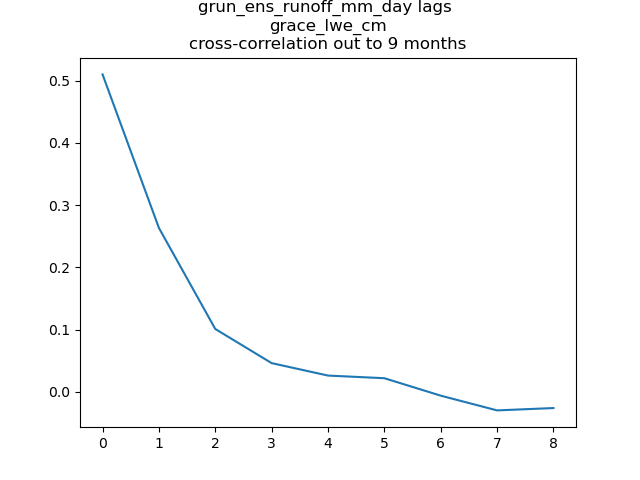 grun_ens_runoff_mm_day lags
grace_lwe_cm
cross-correlation out to 9 months
0.5
0.4
0.3
0.2
0.1
0.0
0 1 2 3 4 5 6 7 8